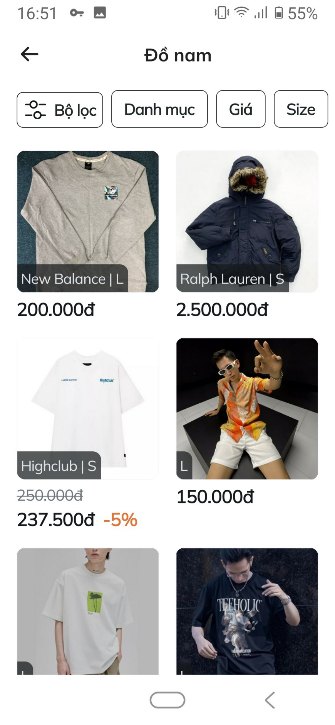 16:51
55%
Đồ nam
Bộ lọc
Danh mục
Giá
Size
New Balance | L
Ralph Lauren | S
200.000đ
2.500.000đ
Highclub | S
L
250.000đ
150.000đ
237.500đ -5%